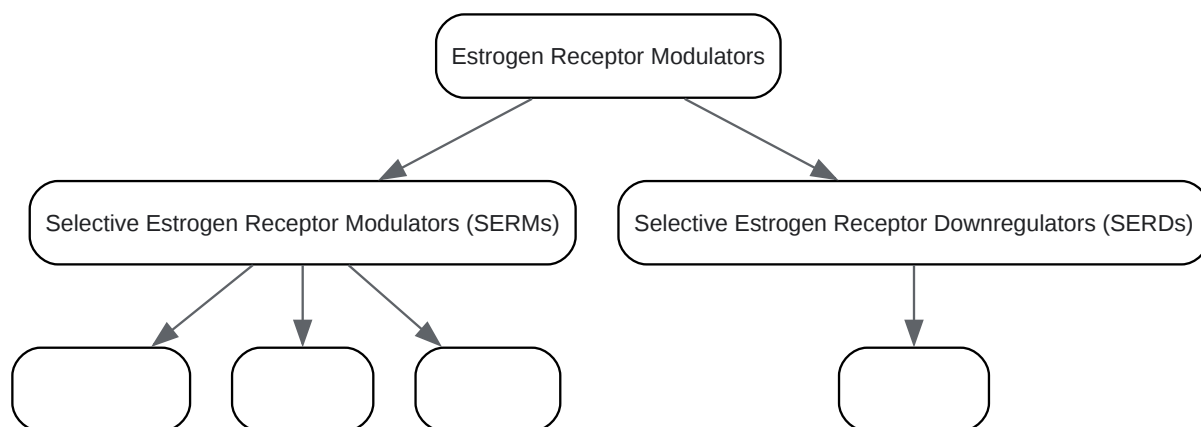 Estrogen Receptor Modulators
Selective Estrogen Receptor Modulators (SERMs)
Selective Estrogen Receptor Downregulators (SERDs)